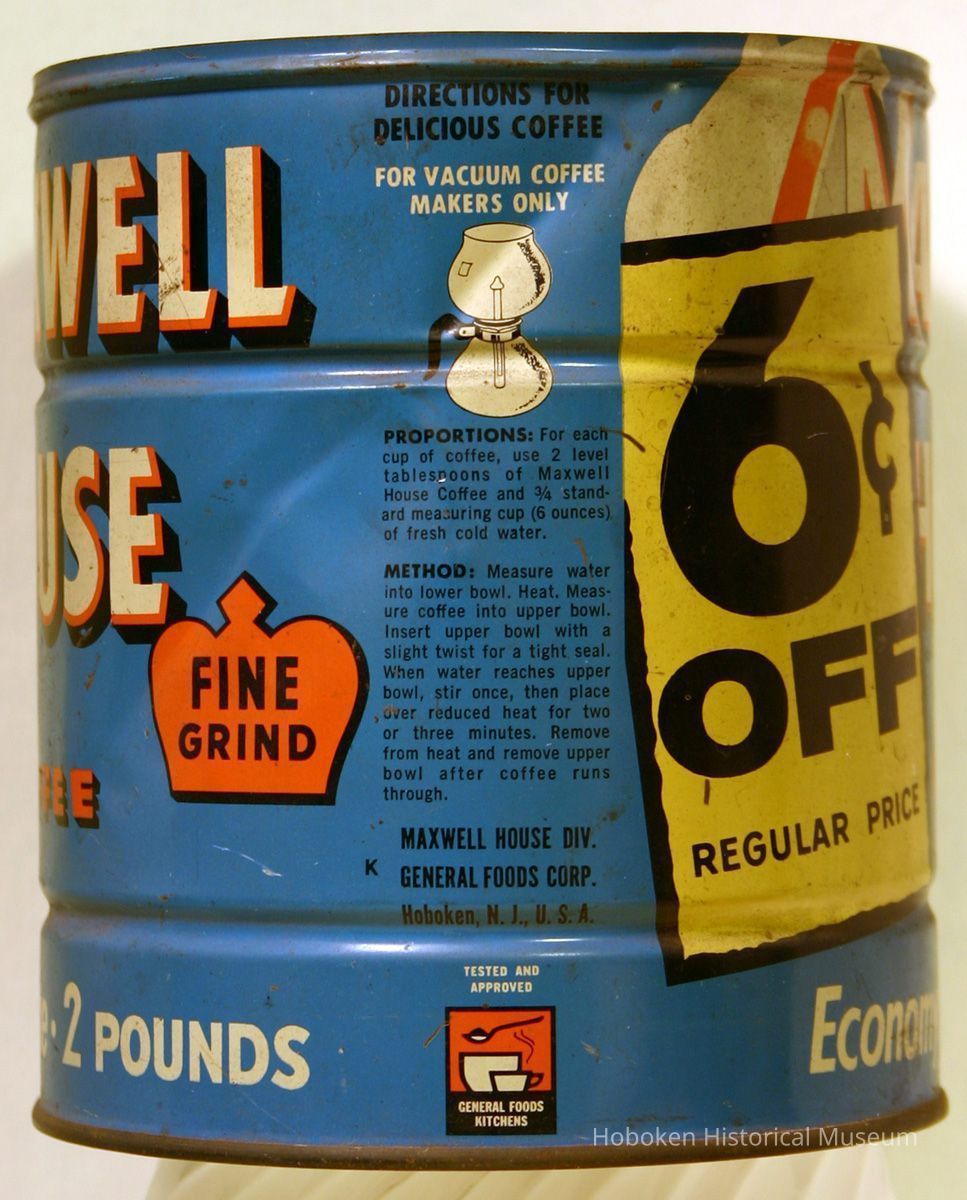 WELL
USE
FEE
FINE
GRIND
2 POUNDS
DIRECTIONS FOR
DELICIOUS COFFEE
FOR VACUUM COFFEE
MAKERS ONLY
PROPORTIONS: For each
cup of coffee, use 2 level
tablespoons of Maxwell
House Coffee and ¾ stand-
ard measuring cup (6 ounces)
of fresh cold water.
METHOD: Measure water
into lower bowl. Heat. Meas-
ure coffee into upper bowl.
Insert upper bowl with a
slight twist for a tight seal.
When water reaches upper
bowl, stir once, then place
over reduced heat for two
or three minutes. Remove
from heat and remove upper
bowl after coffee runs
through.
MAXWELL HOUSE DIV.
K GENERAL FOODS CORP.
Hoboken, N. J., U. S. A.
TESTED AND
APPROVED
GENERAL FOODS
KITCHENS
6¢
OFF
REGULAR PRICE
Econom
Hoboken Historical Museum